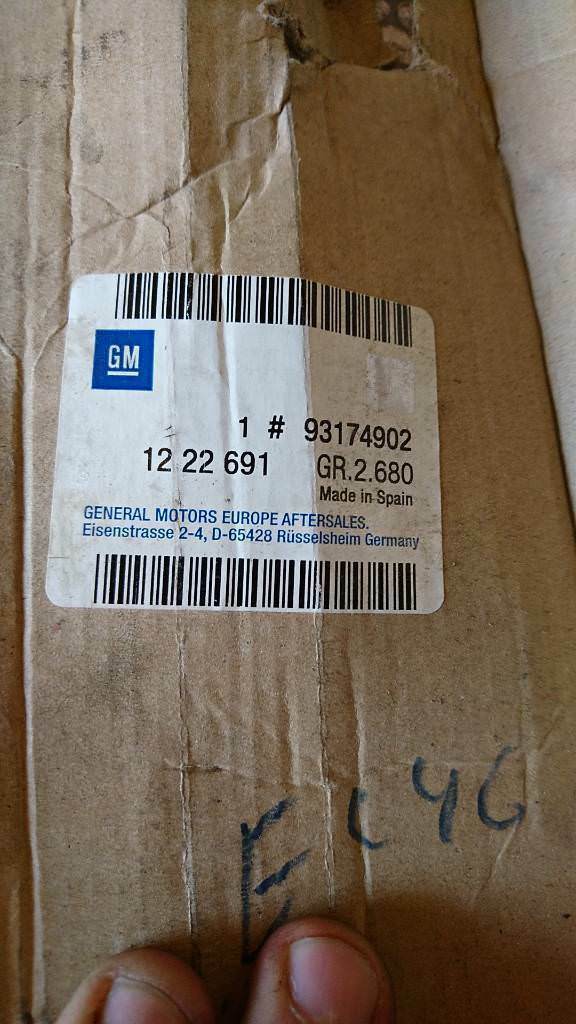 GM
1 # 93174902
12 22 691 GR.2.680
Made in Spain
GENERAL MOTORS EUROPE AFTERSALES.
Eisenstrasse 2-4, D-65428 Rüsselsheim Germany